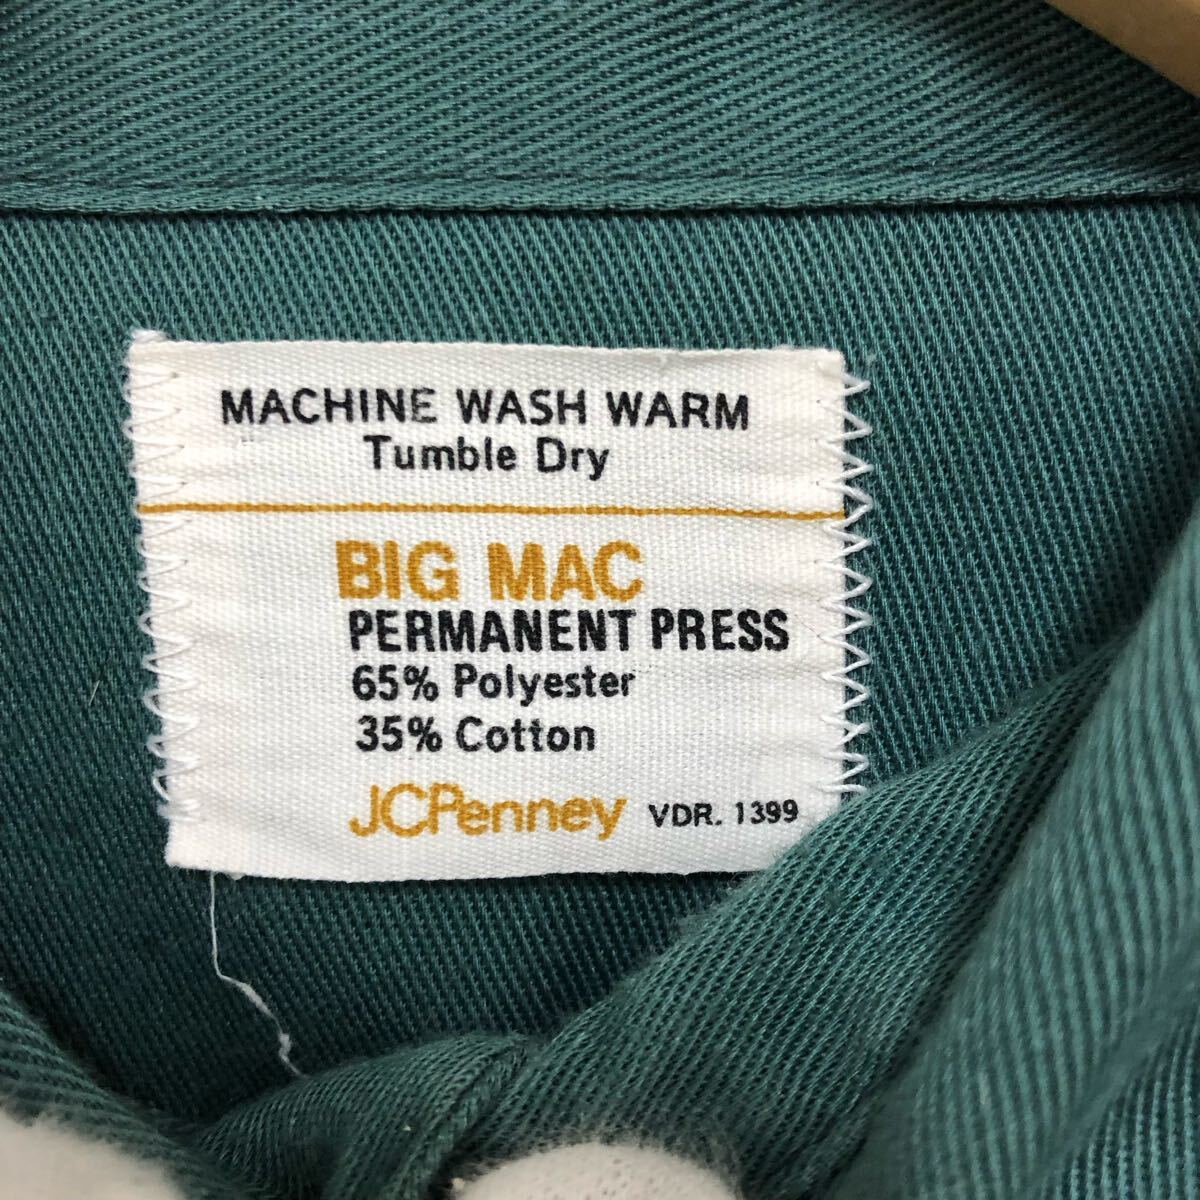 MACHINE WASH WARM
Tumble Dry
BIG MAC
PERMANENT PRESS
65% Polyester
35% Cotton
JCPenney VDR. 1399